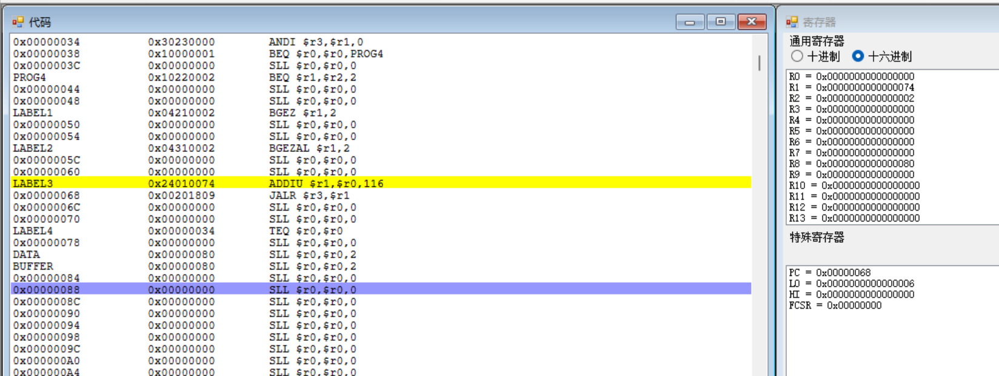 代码
0x00000034 0x30230000 ANDI $r3,$r1,0
0x00000038 0x10000001 BEQ $r0,$r0,PROG4
0x0000003C 0x00000000 SLL $r0,$r0,0
PROG4 0x10220002 BEQ $r1,$r2,2
0x00000044 0x00000000 SLL $r0,$r0,0
0x00000048 0x00000000 SLL $r0,$r0,0
LABEL1 0x04210002 BGEZ $r1,2
0x00000050 0x00000000 SLL $r0,$r0,0
0x00000054 0x00000000 SLL $r0,$r0,0
LABEL2 0x04310002 BGEZAL $r1,2
0x0000005C 0x00000000 SLL $r0,$r0,0
0x00000060 0x00000000 SLL $r0,$r0,0
LABEL3 0x24010074 ADDIU $r1,$r0,116
0x00000068 0x00201809 JALR $r3,$r1
0x0000006C 0x00000000 SLL $r0,$r0,0
0x00000070 0x00000000 SLL $r0,$r0,0
LABEL4 0x00000034 TEQ $r0,$r0
0x00000078 0x00000000 SLL $r0,$r0,0
DATA 0x00000080 SLL $r0,$r0,2
BUFFER 0x00000080 SLL $r0,$r0,2
0x00000084 0x00000000 SLL $r0,$r0,0
0x00000088 0x00000000 SLL $r0,$r0,0
0x0000008C 0x00000000 SLL $r0,$r0,0
0x00000090 0x00000000 SLL $r0,$r0,0
0x00000094 0x00000000 SLL $r0,$r0,0
0x00000098 0x00000000 SLL $r0,$r0,0
0x0000009C 0x00000000 SLL $r0,$r0,0
0x000000A0 0x00000000 SLL $r0,$r0,0
0x000000A4 0x00000000 SLL $r0,$r0,0
寄存器
通用寄存器
十进制 十六进制
R0 = 0x0000000000000000
R1 = 0x0000000000000074
R2 = 0x0000000000000002
R3 = 0x0000000000000000
R4 = 0x0000000000000000
R5 = 0x0000000000000000
R6 = 0x0000000000000000
R7 = 0x0000000000000000
R8 = 0x0000000000000080
R9 = 0x0000000000000000
R10 = 0x0000000000000000
R11 = 0x0000000000000000
R12 = 0x0000000000000000
R13 = 0x0000000000000000
特殊寄存器
PC = 0x00000068
LO = 0x0000000000000006
HI = 0x0000000000000000
FCSR = 0x00000000